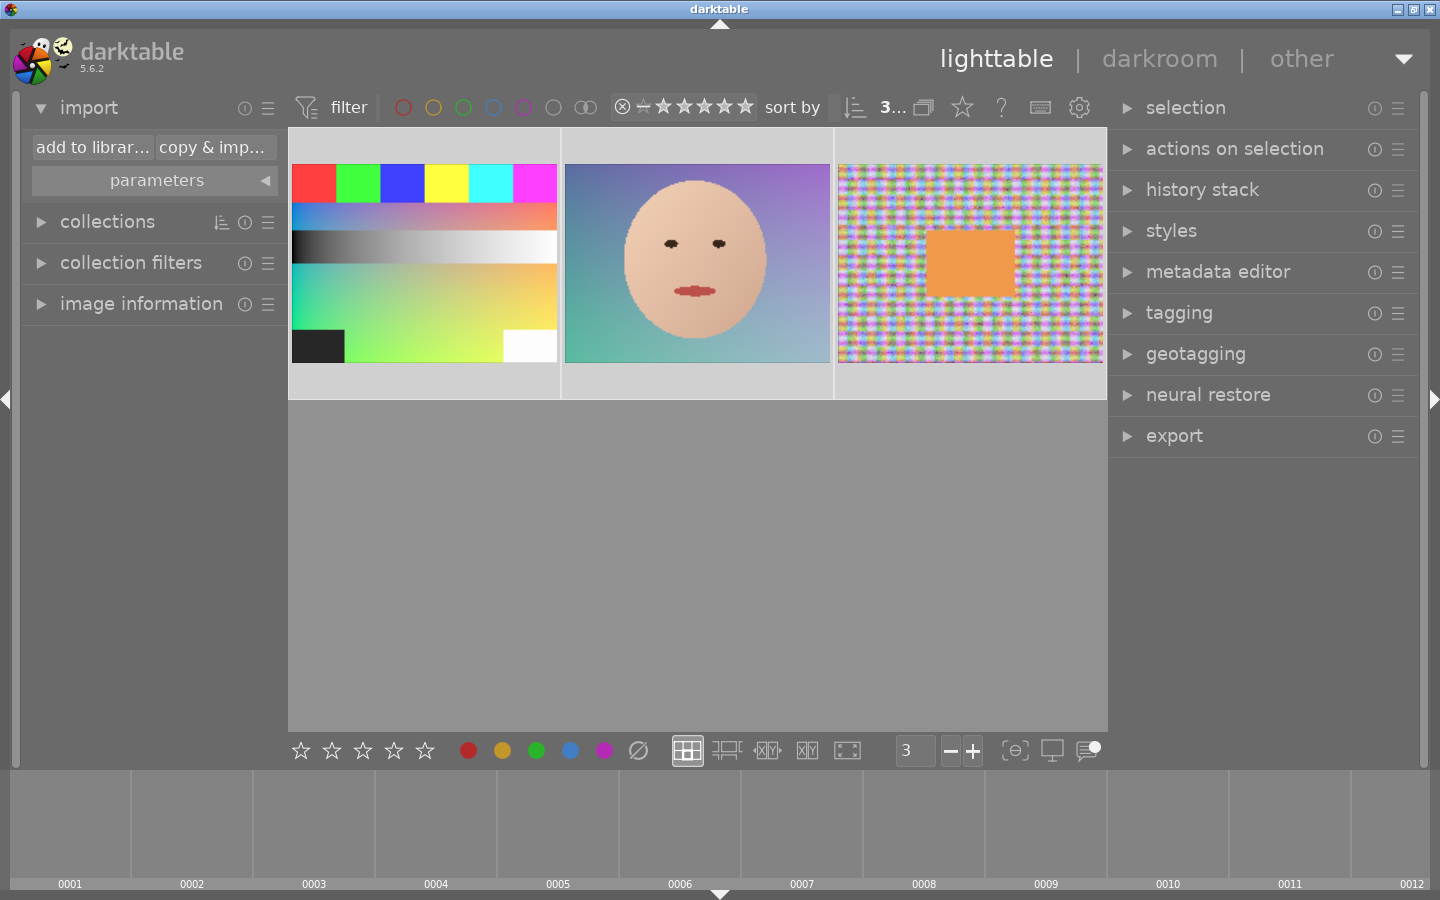 darktable
darktable
5.6.2
lighttable | darkroom | other
import
filter
sort by
3...
add to librar...
copy & imp...
parameters
collections
collection filters
image information
selection
actions on selection
history stack
styles
metadata editor
tagging
geotagging
neural restore
export
3
0001 0002 0003 0004 0005 0006 0007 0008 0009 0010 0011 0012